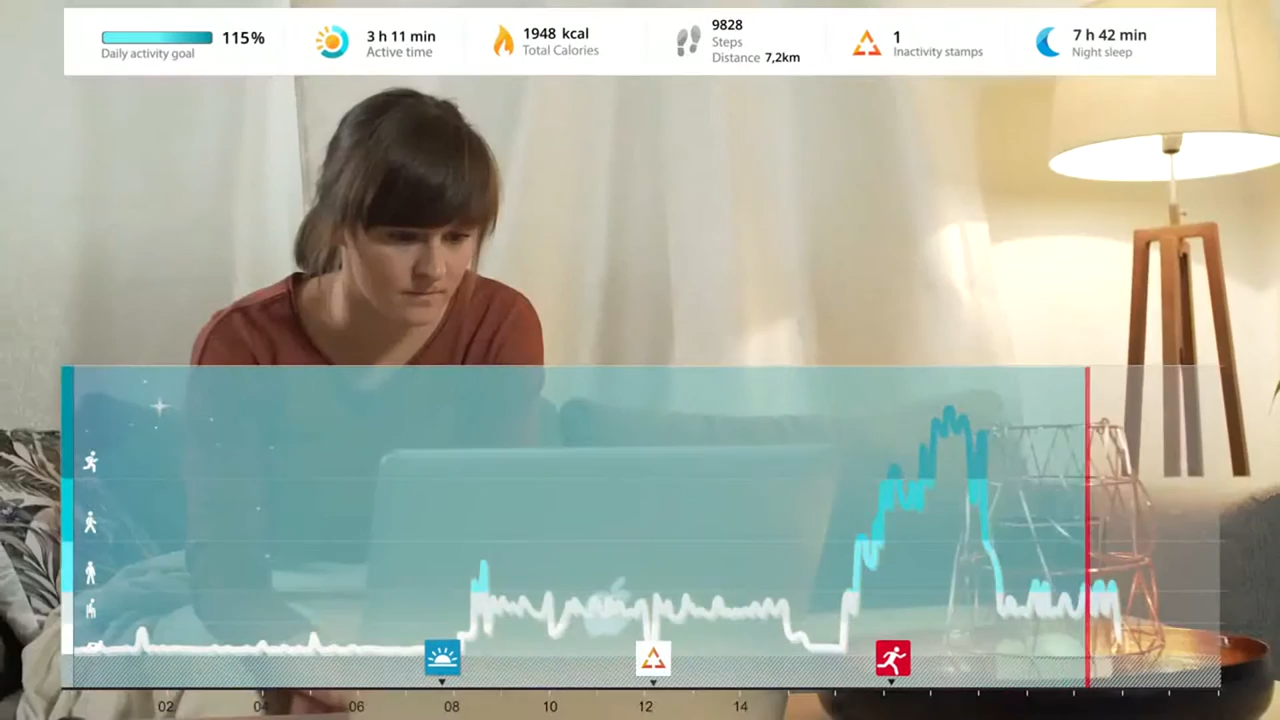 115%
Daily activity goal
3 h 11 min
Active time
1948 kcal
Total Calories
9828
Steps
Distance 7,2km
1
Inactivity stamps
7 h 42 min
Night sleep
02 04 06 08 10 12 14